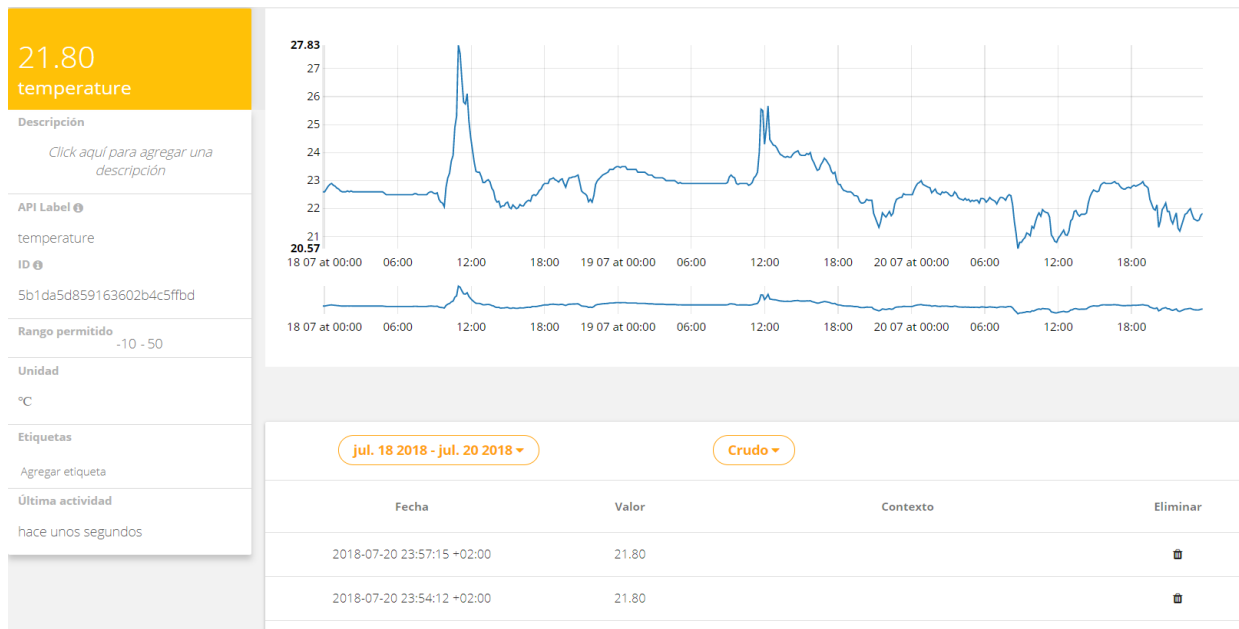 21.80
temperature
Descripción
Click aquí para agregar una
descripción
API Label
temperature
ID
5b1da5d859163602b4c5ffbd
Rango permitido
-10 - 50
Unidad
°C
Etiquetas
Agregar etiqueta
Última actividad
hace unos segundos
27.83
27
26
25
24
23
22
21
20.57
18 07 at 00:00 06:00 12:00 18:00 19 07 at 00:00 06:00 12:00 18:00 20 07 at 00:00 06:00 12:00 18:00
18 07 at 00:00 06:00 12:00 18:00 19 07 at 00:00 06:00 12:00 18:00 20 07 at 00:00 06:00 12:00 18:00
jul. 18 2018 - jul. 20 2018 Crudo
Fecha Valor Contexto Eliminar
2018-07-20 23:57:15 +02:00 21.80
2018-07-20 23:54:12 +02:00 21.80